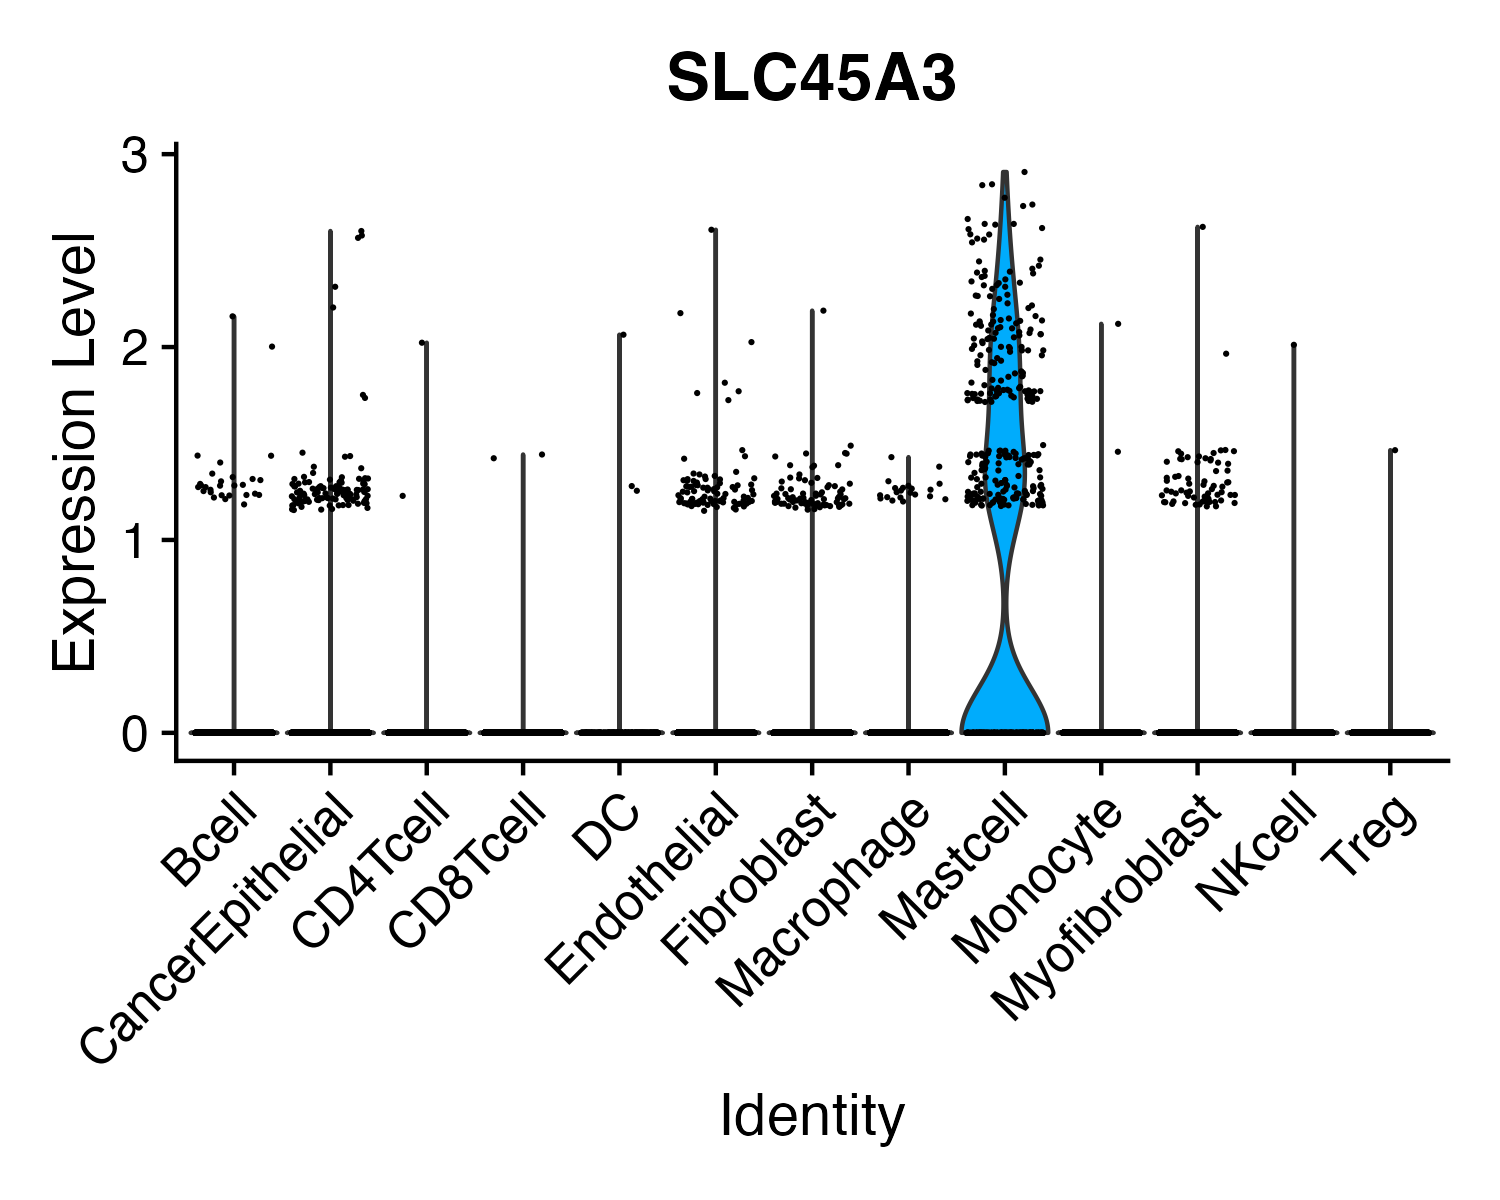 SLC45A3
Expression Level
3
2
1
0
Bcell
CancerEpithelial
CD4Tcell
CD8Tcell
DC
Endothelial
Fibroblast
Macrophage
Mastcell
Monocyte
Myofibroblast
NKcell
Treg
Identity